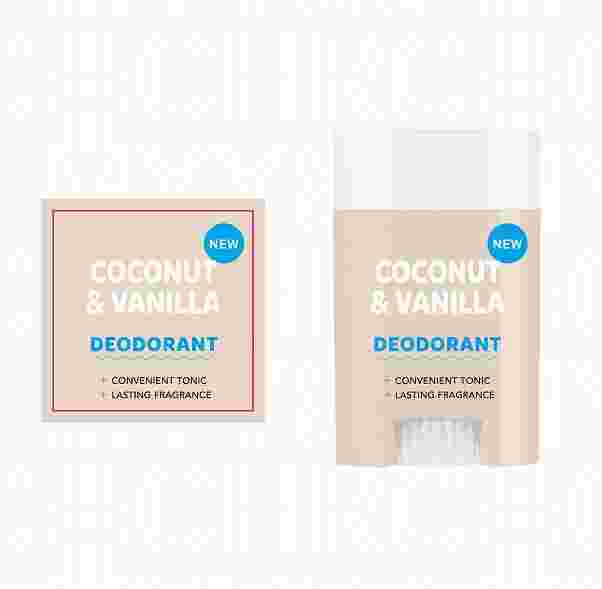 NEW
COCONUT
& VANILLA
DEODORANT
+ CONVENIENT TONIC
+ LASTING FRAGRANCE
NEW
COCONUT
& VANILLA
DEODORANT
+ CONVENIENT TONIC
+ LASTING FRAGRANCE